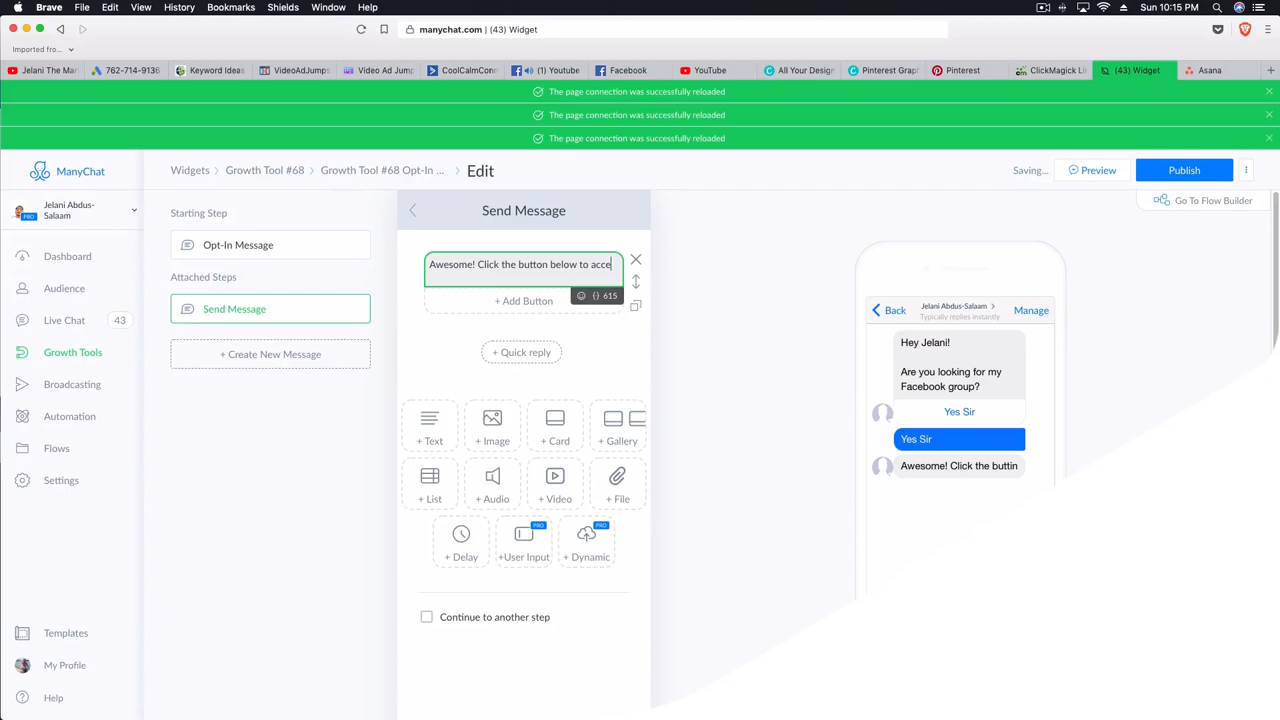 Brave File Edit View History Bookmarks Shields Window Help
Sun 10:15 PM
manychat.com | (43) Widget
Imported fro...
Jelani The Mar
762-714-9136
Keyword Ideas
VideoAdJumps
Video Ad Jump
CoolCalmConn
(1) Youtube
Facebook
YouTube
All Your Design
Pinterest Grap
Pinterest
ClickMagick Li
(43) Widget
Asana
The page connection was successfully reloaded
The page connection was successfully reloaded
The page connection was successfully reloaded
ManyChat
Widgets > Growth Tool #68 > Growth Tool #68 Opt-In ... > Edit
Saving...
Preview
Publish
Jelani Abdus-
Salaam
PRO
Dashboard
Audience
Live Chat 43
Growth Tools
Broadcasting
Automation
Flows
Settings
Templates
My Profile
Help
Starting Step
Opt-In Message
Attached Steps
Send Message
+ Create New Message
Send Message
Awesome! Click the button below to acce
{} 615
+ Add Button
+ Quick reply
+ Text
+ Image
+ Card
+ Gallery
+ List
+ Audio
+ Video
+ File
+ Delay
PRO
+User Input
PRO
+ Dynamic
Continue to another step
Go To Flow Builder
Back
Jelani Abdus-Salaam >
Typically replies instantly
Manage
Hey Jelani!
Are you looking for my
Facebook group?
Yes Sir
Yes Sir
Awesome! Click the buttin